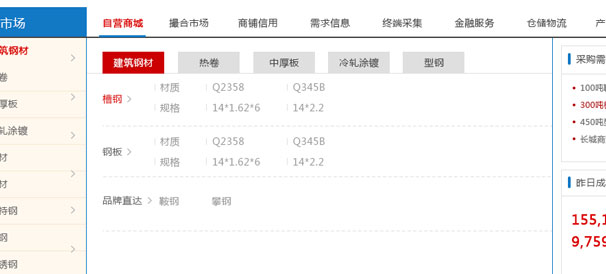 市场
自营商城 撮合市场 商铺信用 需求信息 终端采集 金融服务 仓储物流 产
筑钢材
卷
厚板
轧涂镀
材
材
特钢
钢
锈钢
建筑钢材 热卷 中厚板 冷轧涂镀 型钢
槽钢
材质 Q2358 Q345B
规格 14*1.62*6 14*2.2
钢板
材质 Q2358 Q345B
规格 14*1.62*6 14*2.2
品牌直达 鞍钢 攀钢
采购需
100吨
300吨
450吨
长城商
昨日成
155,1
9,759